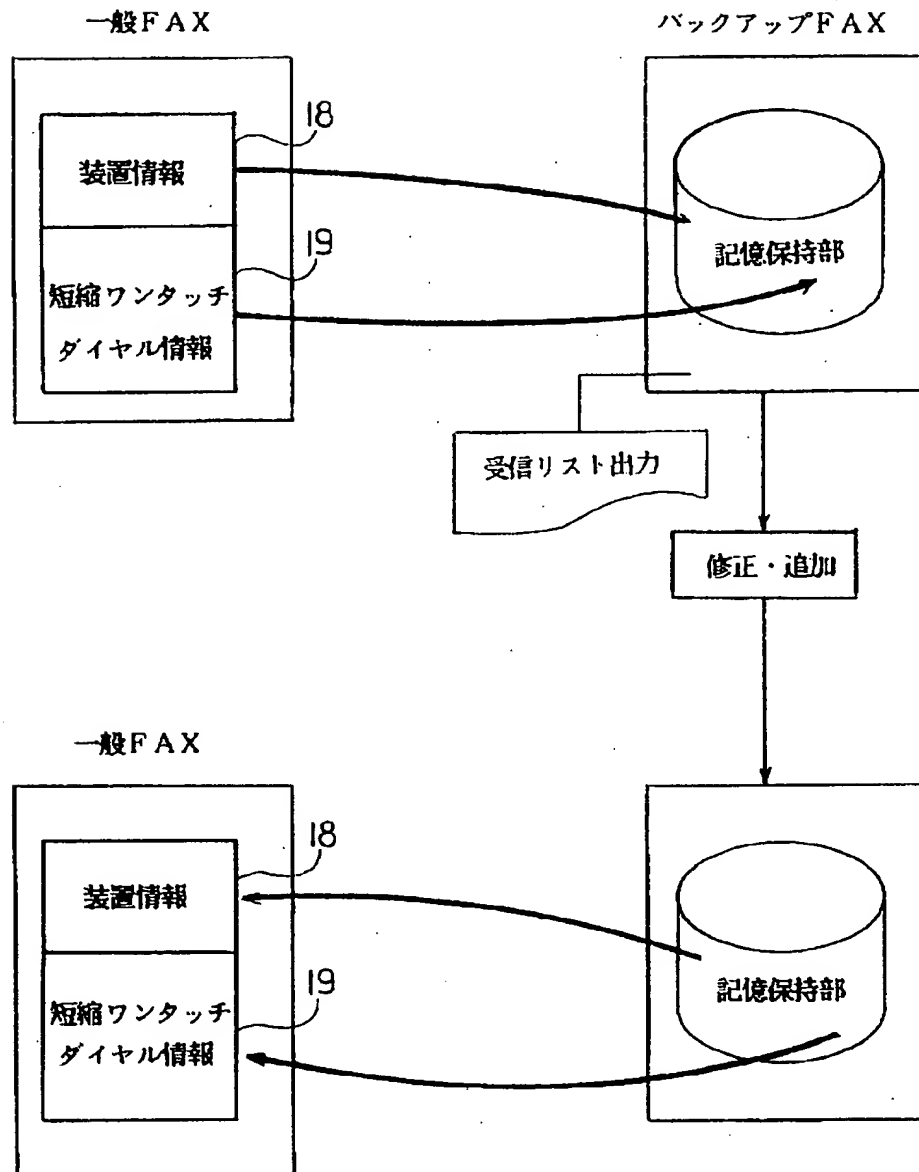 一般FAX
バックアップFAX
18
装置情報
19
短縮ワンタッチ
ダイヤル情報
記憶保持部
受信リスト出力
修正・追加
一般FAX
18
装置情報
19
短縮ワンタッチ
ダイヤル情報
記憶保持部